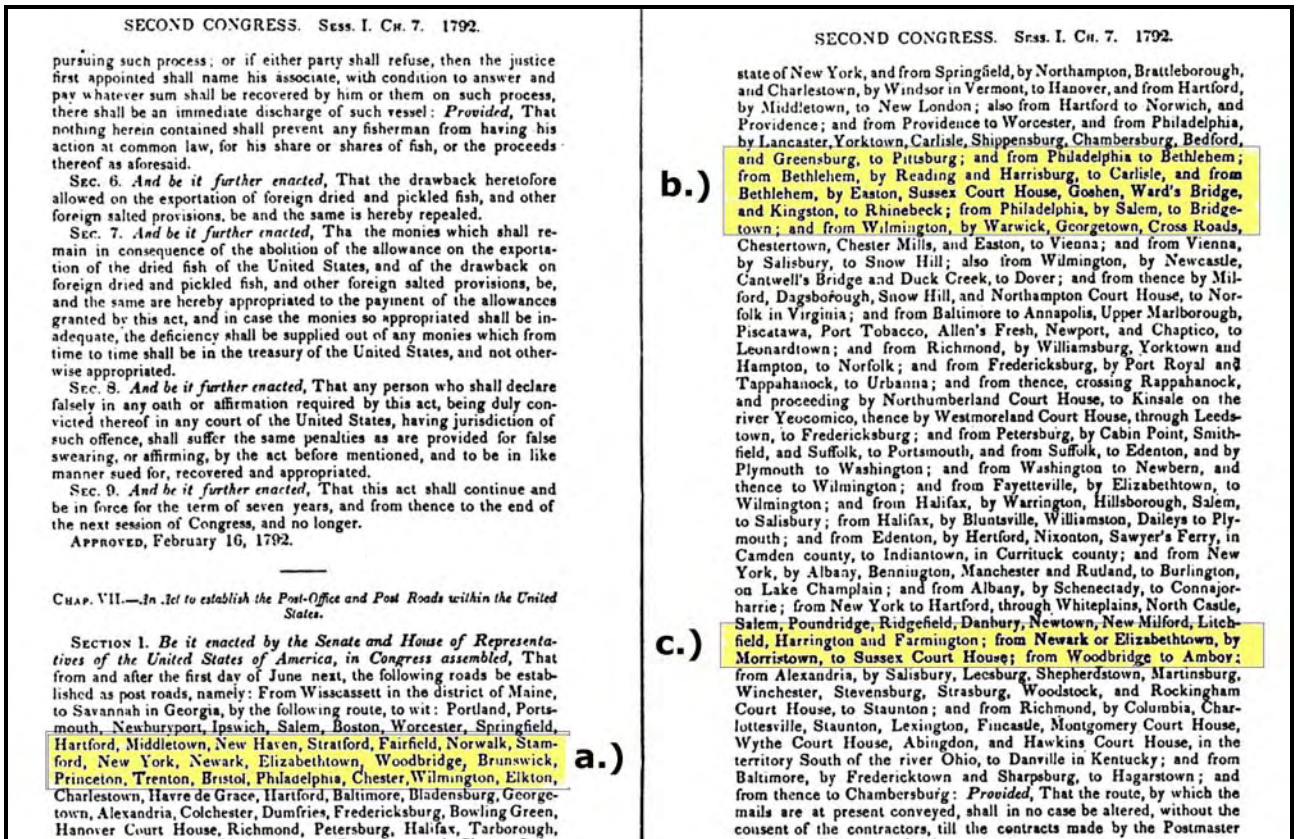 SECOND CONGRESS. Sess. I. Ch. 7. 1792.
pursuing such process; or if either party shall refuse, then the justice
first appointed shall name his associate, with condition to answer and
pay whatever sum shall be recovered by him or them on such process,
there shall be an immediate discharge of such vessel: Provided, That
nothing herein contained shall prevent any fisherman from having his
action at common law, for his share or shares of fish, or the proceeds
thereof as aforesaid.
Sec. 6. And be it further enacted, That the drawback heretofore
allowed on the exportation of foreign dried and pickled fish, and other
foreign salted provisions, be and the same is hereby repealed.
Sec. 7. And be it further enacted, Tha the monies which shall re-
main in consequence of the abolition of the allowance on the exporta-
tion of the dried fish of the United States, and of the drawback on
foreign dried and pickled fish, and other foreign salted provisions, be,
and the same are hereby appropriated to the payment of the allowances
granted by this act, and in case the monies so appropriated shall be in-
adequate, the deficiency shall be supplied out of any monies which from
time to time shall be in the treasury of the United States, and not other-
wise appropriated.
Sec. 8. And be it further enacted, That any person who shall declare
falsely in any oath or affirmation required by this act, being duly con-
victed thereof in any court of the United States, having jurisdiction of
such offence, shall suffer the same penalties as are provided for false
swearing, or affirming, by the act before mentioned, and to be in like
manner sued for, recovered and appropriated.
Sec. 9. And be it further enacted, That this act shall continue and
be in force for the term of seven years, and from thence to the end of
the next session of Congress, and no longer.
Approved, February 16, 1792.
Chap. VII.—An Act to establish the Post-Office and Post Roads within the United
States.
Section 1. Be it enacted by the Senate and House of Representa-
tives of the United States of America, in Congress assembled, That
from and after the first day of June next, the following roads be estab-
lished as post roads, namely: From Wisscassett in the district of Maine,
to Savannah in Georgia, by the following route, to wit: Portland, Ports-
mouth, Newburyport, Ipswich, Salem, Boston, Worcester, Springfield,
Hartford, Middletown, New Haven, Stratford, Fairfield, Norwalk, Stam-
ford, New York, Newark, Elizabethtown, Woodbridge, Brunswick,
Princeton, Trenton, Bristol, Philadelphia, Chester, Wilmington, Elkton,
a.)
Charlestown, Havre de Grace, Hartford, Baltimore, Bladensburg, George-
town, Alexandria, Colchester, Dumfries, Fredericksburg, Bowling Green,
Hanover Court House, Richmond, Petersburg, Halifax, Tarborough,
SECOND CONGRESS. Sess. I. Ch. 7. 1792.
state of New York, and from Springfield, by Northampton, Brattleborough,
and Charlestown, by Windsor in Vermont, to Hanover, and from Hartford,
by Middletown, to New London; also from Hartford to Norwich, and
Providence; and from Providence to Worcester, and from Philadelphia,
by Lancaster, Yorktown, Carlisle, Shippensburg, Chambersburg, Bedford,
b.)
and Greensburg, to Pittsburg; and from Philadelphia to Bethlehem;
from Bethlehem, by Reading and Harrisburg, to Carlisle, and from
Bethlehem, by Easton, Sussex Court House, Goshen, Ward's Bridge,
and Kingston, to Rhinebeck; from Philadelphia, by Salem, to Bridge-
town; and from Wilmington, by Warwick, Georgetown, Cross Roads,
Chestertown, Chester Mills, and Easton, to Vienna; and from Vienna,
by Salisbury, to Snow Hill; also from Wilmington, by Newcastle,
Cantwell's Bridge and Duck Creek, to Dover; and from thence by Mil-
ford, Dagsborough, Snow Hill, and Northampton Court House, to Nor-
folk in Virginia; and from Baltimore to Annapolis, Upper Marlborough,
Piscatawa, Port Tobacco, Allen's Fresh, Newport, and Chaptico, to
Leonardtown; and from Richmond, by Williamsburg, Yorktown and
Hampton, to Norfolk; and from Fredericksburg, by Port Royal and
Tappahanock, to Urbanna; and from thence, crossing Rappahanock,
and proceeding by Northumberland Court House, to Kinsale on the
river Yeocomico, thence by Westmoreland Court House, through Leeds-
town, to Fredericksburg; and from Petersburg, by Cabin Point, Smith-
field, and Suffolk, to Portsmouth, and from Suffolk, to Edenton, and by
Plymouth to Washington; and from Washington to Newbern, and
thence to Wilmington; and from Fayetteville, by Elizabethtown, to
Wilmington; and from Halifax, by Warrington, Hillsborough, Salem,
to Salisbury; from Halifax, by Bluntsville, Williamston, Daileys to Ply-
mouth; and from Edenton, by Hertford, Nixonton, Sawyer's Ferry, in
Camden county, to Indiantown, in Currituck county; and from New
York, by Albany, Bennington, Manchester and Rutland, to Burlington,
on Lake Champlain; and from Albany, by Schenectady, to Connajor-
harrie; from New York to Hartford, through Whiteplains, North Castle,
Salem, Poundridge, Ridgefield, Danbury, Newtown, New Milford, Litch-
c.)
field, Harrington and Farmington; from Newark or Elizabethtown, by
Morristown, to Sussex Court House; from Woodbridge to Amboy;
from Alexandria, by Salisbury, Leesburg, Shepherdstown, Martinsburg,
Winchester, Stevensburg, Strasburg, Woodstock, and Rockingham
Court House, to Staunton; and from Richmond, by Columbia, Char-
lottesville, Staunton, Lexington, Fincastle, Montgomery Court House,
Wythe Court House, Abingdon, and Hawkins Court House, in the
territory South of the river Ohio, to Danville in Kentucky; and from
Baltimore, by Fredericktown and Sharpsburg, to Hagarstown; and
from thence to Chambersburg: Provided, That the route, by which the
mails are at present conveyed, shall in no case be altered, without the
consent of the contractors, till the contracts made by the Postmaster